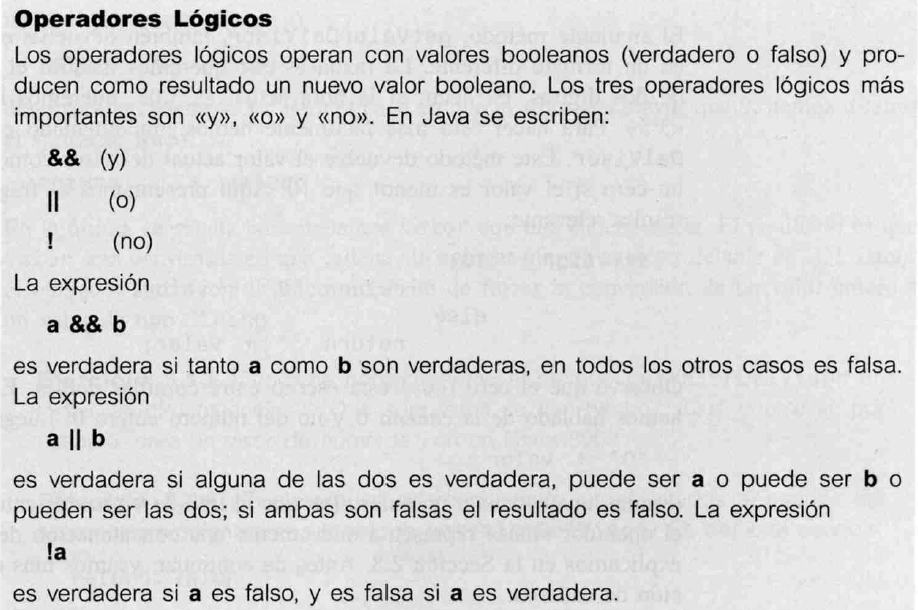 Operadores Lógicos
Los operadores lógicos operan con valores booleanos (verdadero o falso) y pro-
ducen como resultado un nuevo valor booleano. Los tres operadores lógicos más
importantes son «y», «o» y «no». En Java se escriben:
&& (y)
|| (o)
! (no)
La expresión
a && b
es verdadera si tanto a como b son verdaderas, en todos los otros casos es falsa.
La expresión
a || b
es verdadera si alguna de las dos es verdadera, puede ser a o puede ser b o
pueden ser las dos; si ambas son falsas el resultado es falso. La expresión
!a
es verdadera si a es falso, y es falsa si a es verdadera.